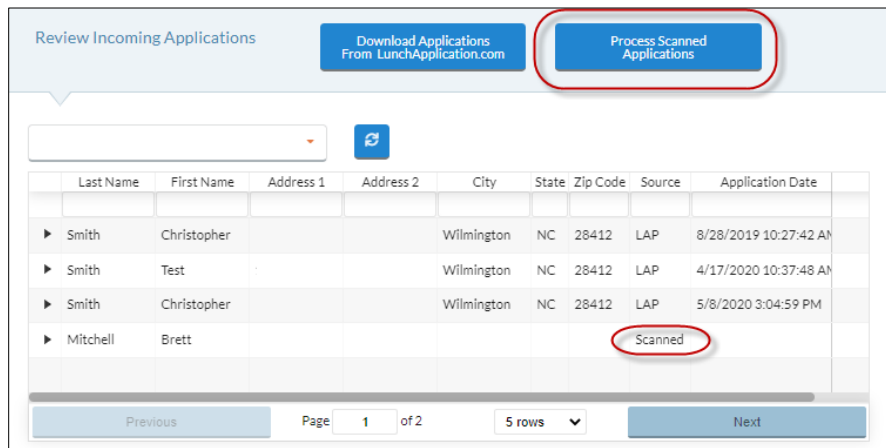 Review Incoming Applications
Download Applications
From LunchApplication.com
Process Scanned
Applications
Last Name First Name Address 1 Address 2 City State Zip Code Source Application Date
Smith Christopher Wilmington NC 28412 LAP 8/28/2019 10:27:42 AM
Smith Test Wilmington NC 28412 LAP 4/17/2020 10:37:48 AM
Smith Christopher Wilmington NC 28412 LAP 5/8/2020 3:04:59 PM
Mitchell Brett Scanned
Previous Page 1 of 2 5 rows Next